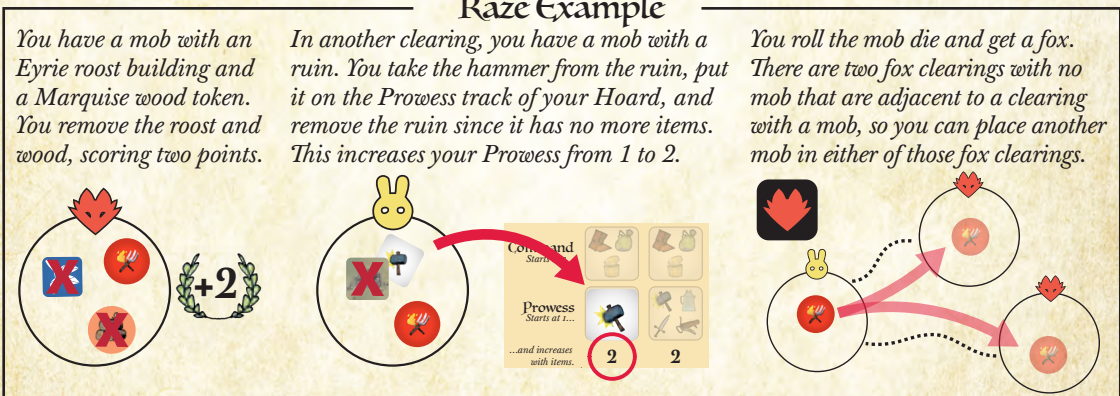 Raze Example
You have a mob with an
Eyrie roost building and
a Marquise wood token.
You remove the roost and
wood, scoring two points.
In another clearing, you have a mob with a
ruin. You take the hammer from the ruin, put
it on the Prowess track of your Hoard, and
remove the ruin since it has no more items.
This increases your Prowess from 1 to 2.
You roll the mob die and get a fox.
There are two fox clearings with no
mob that are adjacent to a clearing
with a mob, so you can place another
mob in either of those fox clearings.
X
X
+2
X
Starts
Prowess
Starts at 1...
...and increases
with items.
2
2